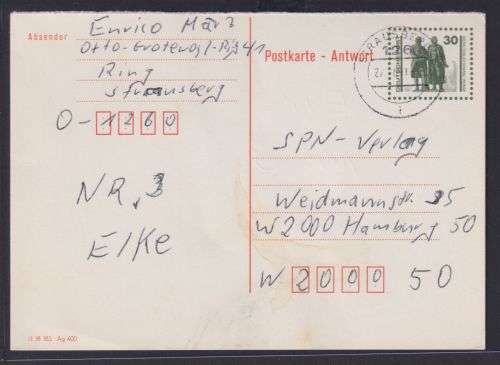 Absender
Enrico März
Otto-Grotewohl-
Ring
Strausberg
O-1260
NR. 3
Elke
III 18 185 Ag 400
Postkarte - Antwort
30
SPN-Verlag
Weidmannstr. 35
W 2000 Hamburg 50
W 2000 50